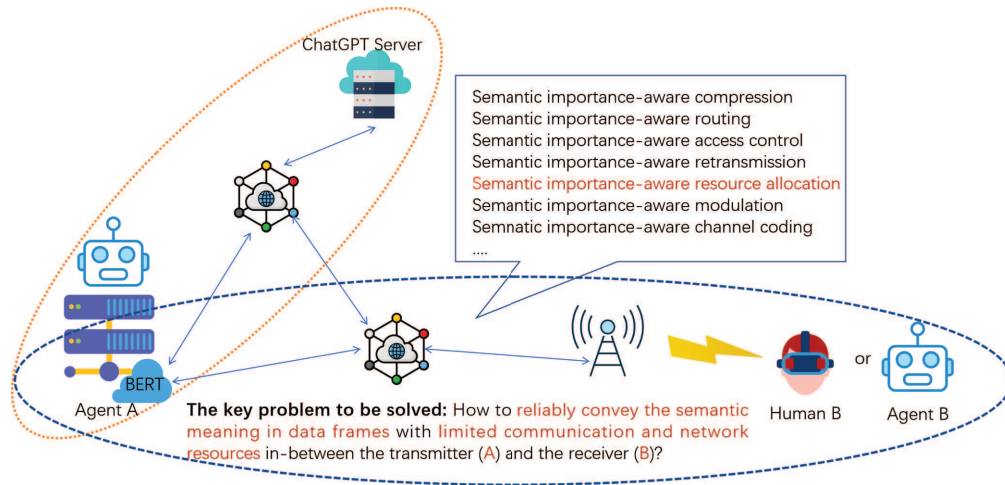 ChatGPT Server
Semantic importance-aware compression
Semantic importance-aware routing
Semantic importance-aware access control
Semantic importance-aware retransmission
Semantic importance-aware resource allocation
Semantic importance-aware modulation
Semnatic importance-aware channel coding
....
BERT
Agent A
Human B
or
Agent B
The key problem to be solved: How to reliably convey the semantic
meaning in data frames with limited communication and network
resources in-between the transmitter (A) and the receiver (B)?